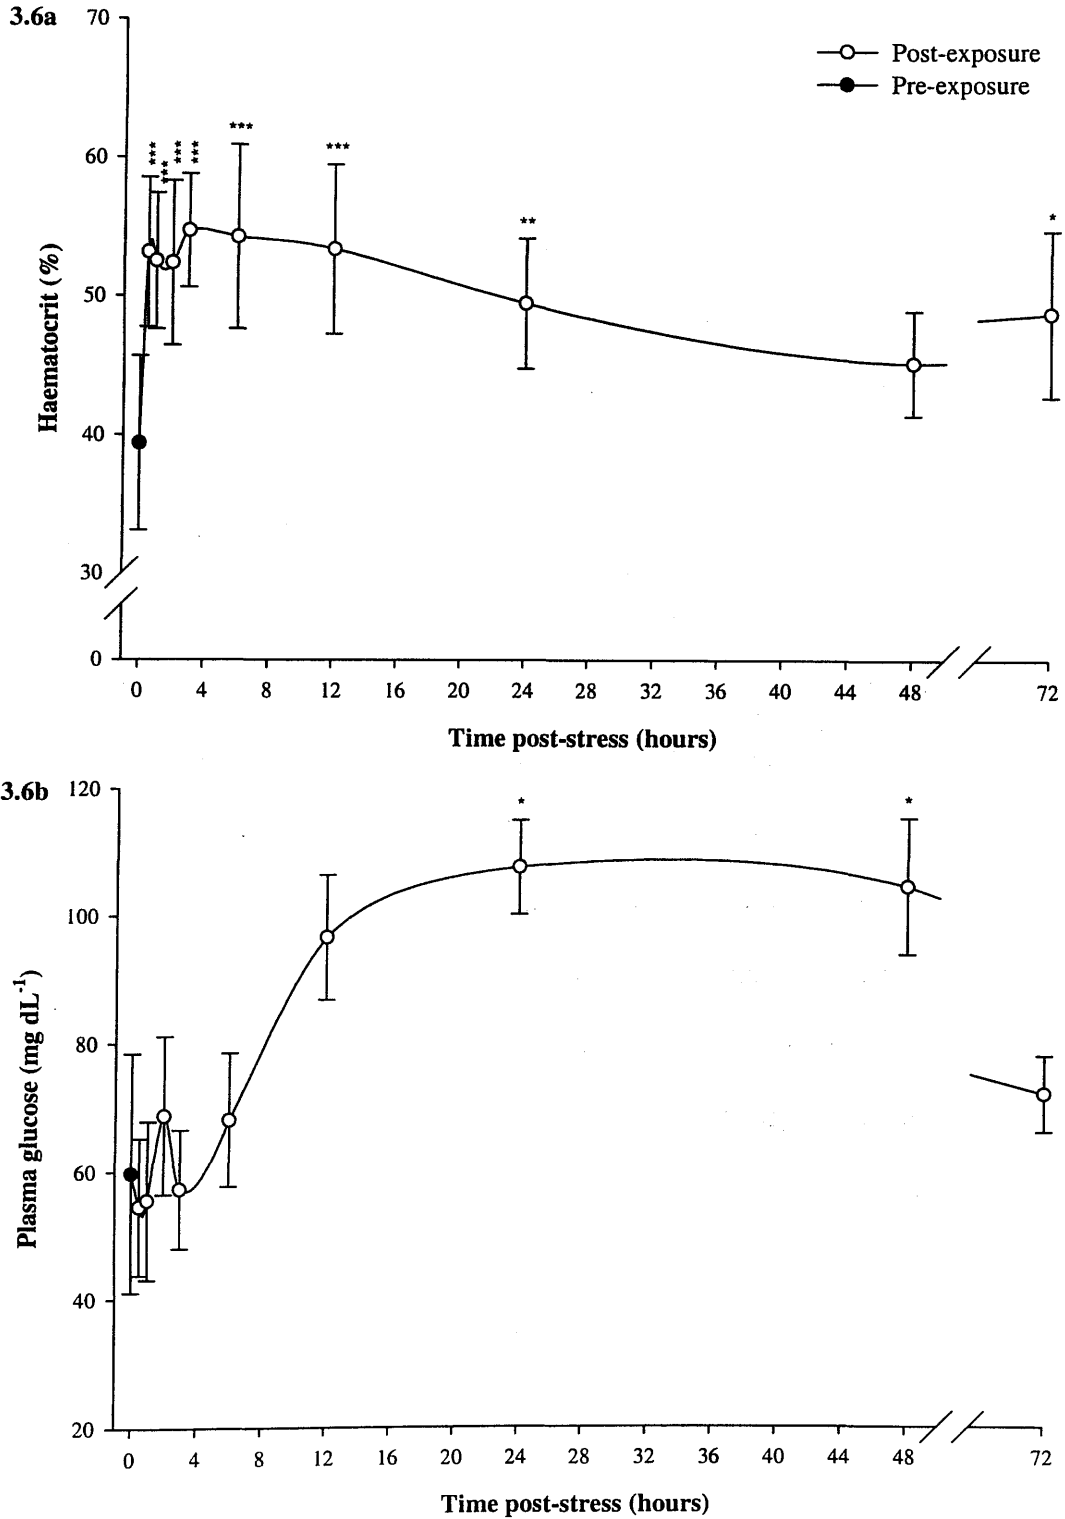 3.6a
70
Post-exposure
Pre-exposure
***
***
***
***
***
***
60
**
*
50
Haematocrit (%)
40
30
0
0 4 8 12 16 20 24 28 32 36 40 44 48 72
Time post-stress (hours)
3.6b
120
* *
100
Plasma glucose (mg dL-1)
80
60
40
20
0 4 8 12 16 20 24 28 32 36 40 44 48 72
Time post-stress (hours)